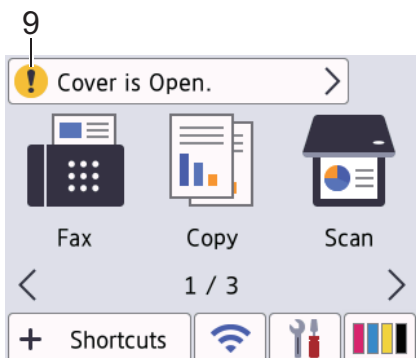 9
! Cover is Open.
Fax Copy Scan
1 / 3
+ Shortcuts